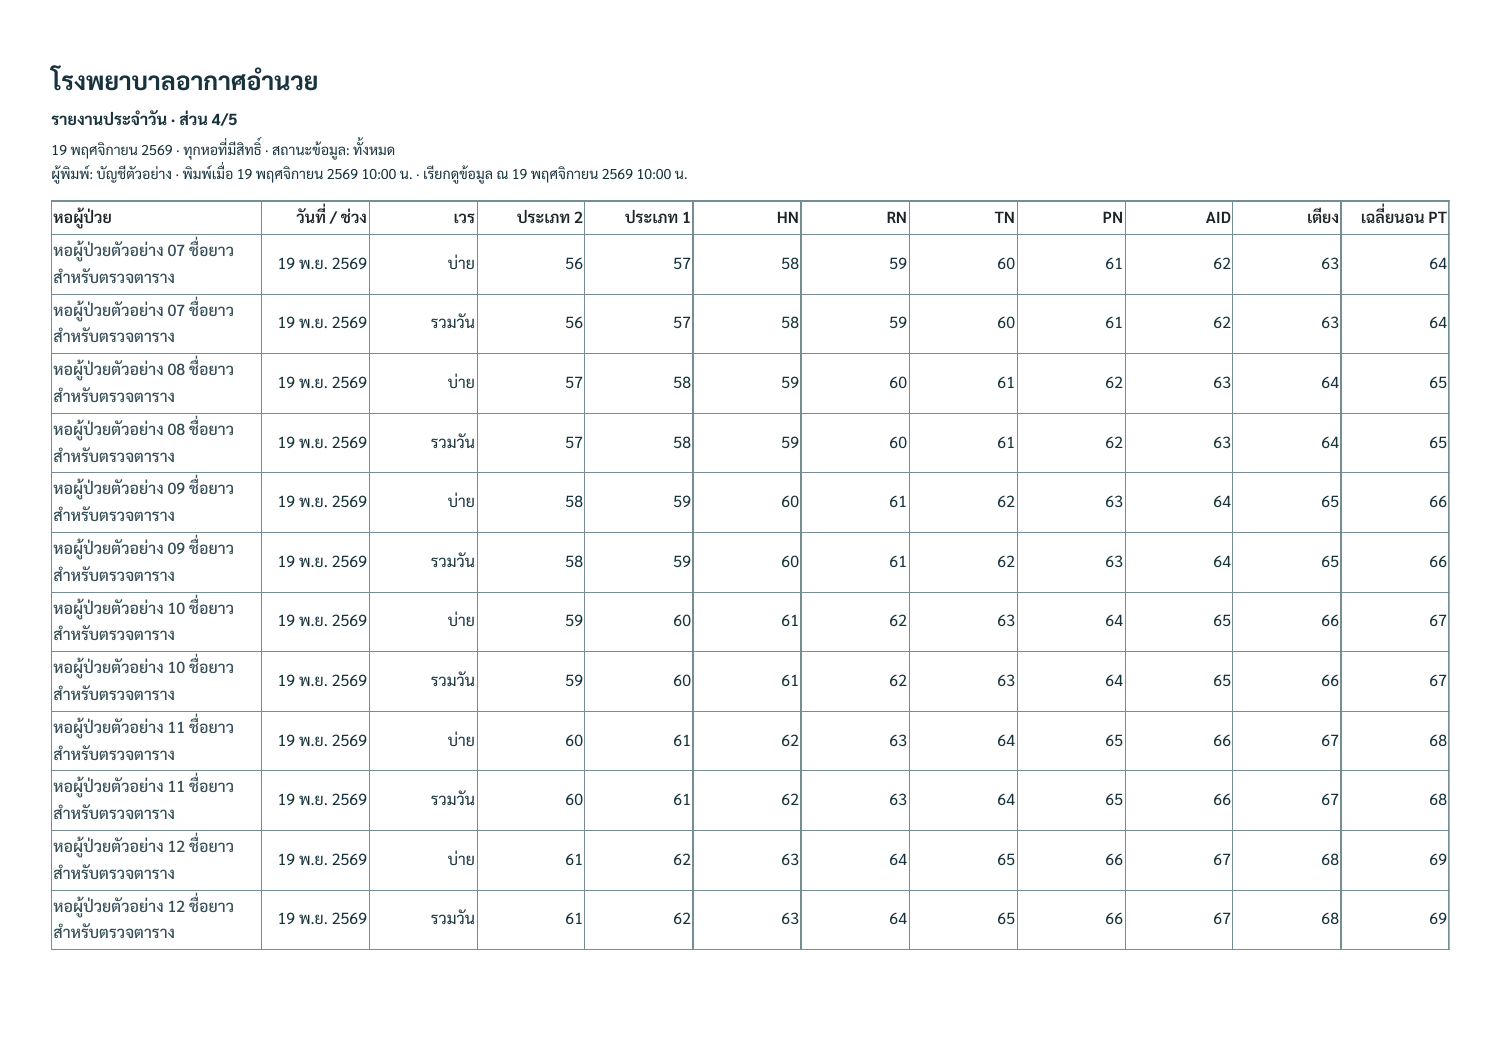 โรงพยาบาลอากาศอำนวย
รายงานประจำวัน · ส่วน 4/5
19 พฤศจิกายน 2569 · ทุกหอที่มีสิทธิ์ · สถานะข้อมูล: ทั้งหมด
ผู้พิมพ์: บัญชีตัวอย่าง · พิมพ์เมื่อ 19 พฤศจิกายน 2569 10:00 น. · เรียกดูข้อมูล ณ 19 พฤศจิกายน 2569 10:00 น.
หอผู้ป่วย วันที่ / ช่วง เวร ประเภท 2 ประเภท 1 HN RN TN PN AID เตียง เฉลี่ยนอน PT
หอผู้ป่วยตัวอย่าง 07 ชื่อยาว
สำหรับตรวจตาราง
19 พ.ย. 2569 บ่าย 56 57 58 59 60 61 62 63 64
หอผู้ป่วยตัวอย่าง 07 ชื่อยาว
สำหรับตรวจตาราง
19 พ.ย. 2569 รวมวัน 56 57 58 59 60 61 62 63 64
หอผู้ป่วยตัวอย่าง 08 ชื่อยาว
สำหรับตรวจตาราง
19 พ.ย. 2569 บ่าย 57 58 59 60 61 62 63 64 65
หอผู้ป่วยตัวอย่าง 08 ชื่อยาว
สำหรับตรวจตาราง
19 พ.ย. 2569 รวมวัน 57 58 59 60 61 62 63 64 65
หอผู้ป่วยตัวอย่าง 09 ชื่อยาว
สำหรับตรวจตาราง
19 พ.ย. 2569 บ่าย 58 59 60 61 62 63 64 65 66
หอผู้ป่วยตัวอย่าง 09 ชื่อยาว
สำหรับตรวจตาราง
19 พ.ย. 2569 รวมวัน 58 59 60 61 62 63 64 65 66
หอผู้ป่วยตัวอย่าง 10 ชื่อยาว
สำหรับตรวจตาราง
19 พ.ย. 2569 บ่าย 59 60 61 62 63 64 65 66 67
หอผู้ป่วยตัวอย่าง 10 ชื่อยาว
สำหรับตรวจตาราง
19 พ.ย. 2569 รวมวัน 59 60 61 62 63 64 65 66 67
หอผู้ป่วยตัวอย่าง 11 ชื่อยาว
สำหรับตรวจตาราง
19 พ.ย. 2569 บ่าย 60 61 62 63 64 65 66 67 68
หอผู้ป่วยตัวอย่าง 11 ชื่อยาว
สำหรับตรวจตาราง
19 พ.ย. 2569 รวมวัน 60 61 62 63 64 65 66 67 68
หอผู้ป่วยตัวอย่าง 12 ชื่อยาว
สำหรับตรวจตาราง
19 พ.ย. 2569 บ่าย 61 62 63 64 65 66 67 68 69
หอผู้ป่วยตัวอย่าง 12 ชื่อยาว
สำหรับตรวจตาราง
19 พ.ย. 2569 รวมวัน 61 62 63 64 65 66 67 68 69